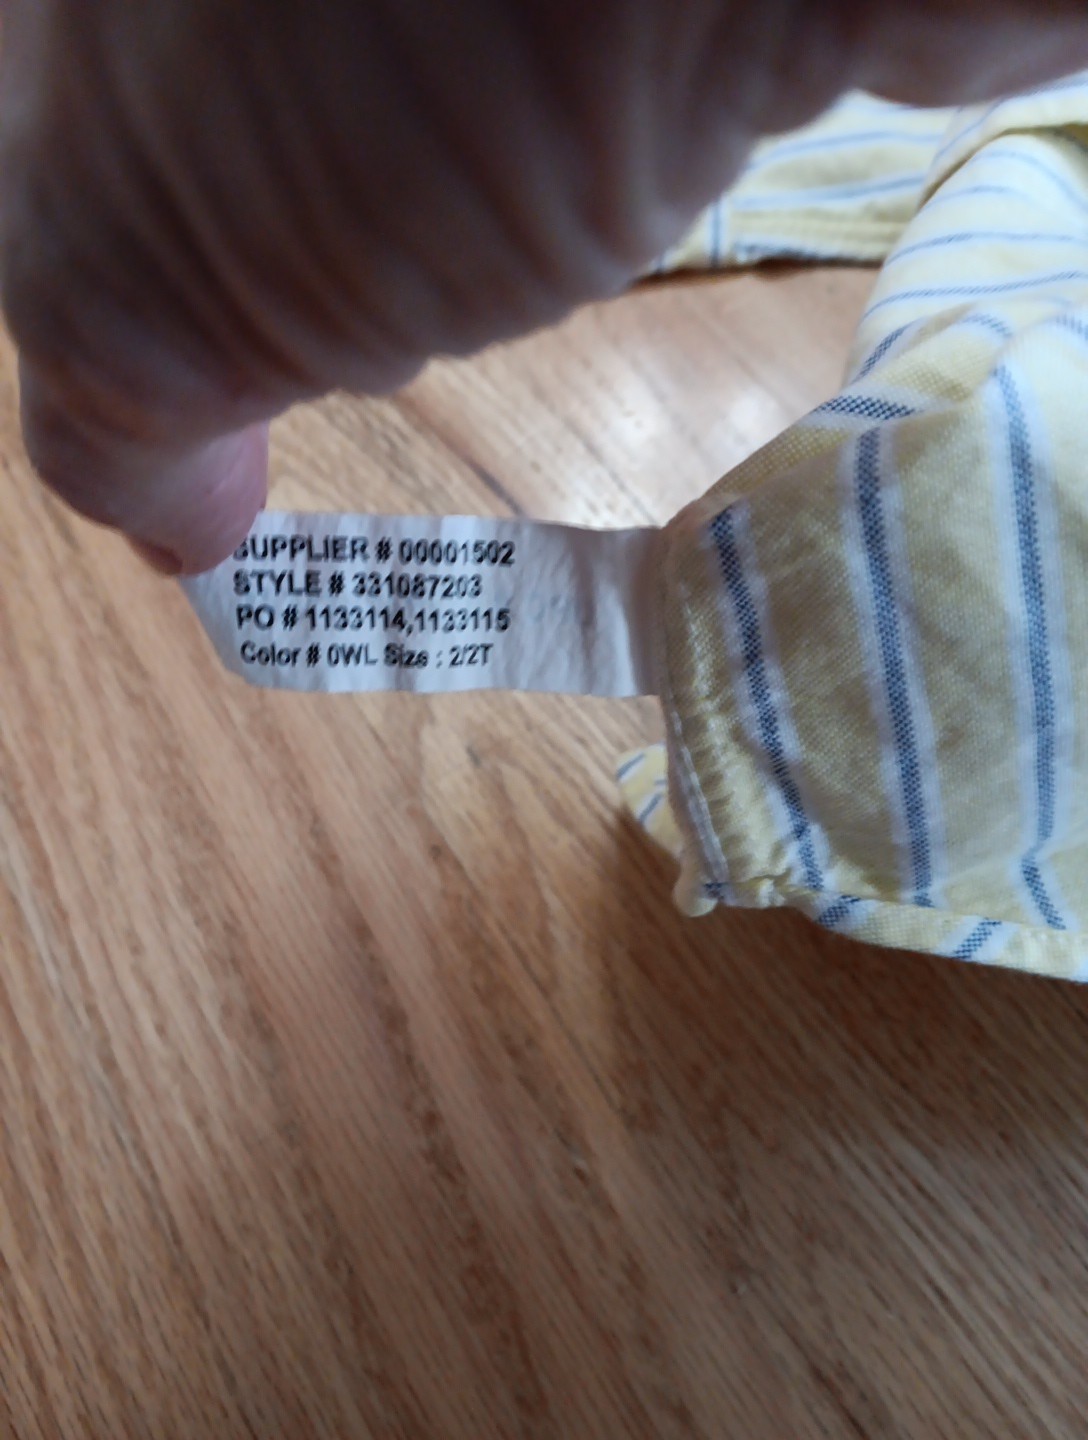 SUPPLIER # 00001502
STYLE # 331087203
PO # 1133114,1133115
Color # 0WL Size : 2/2T